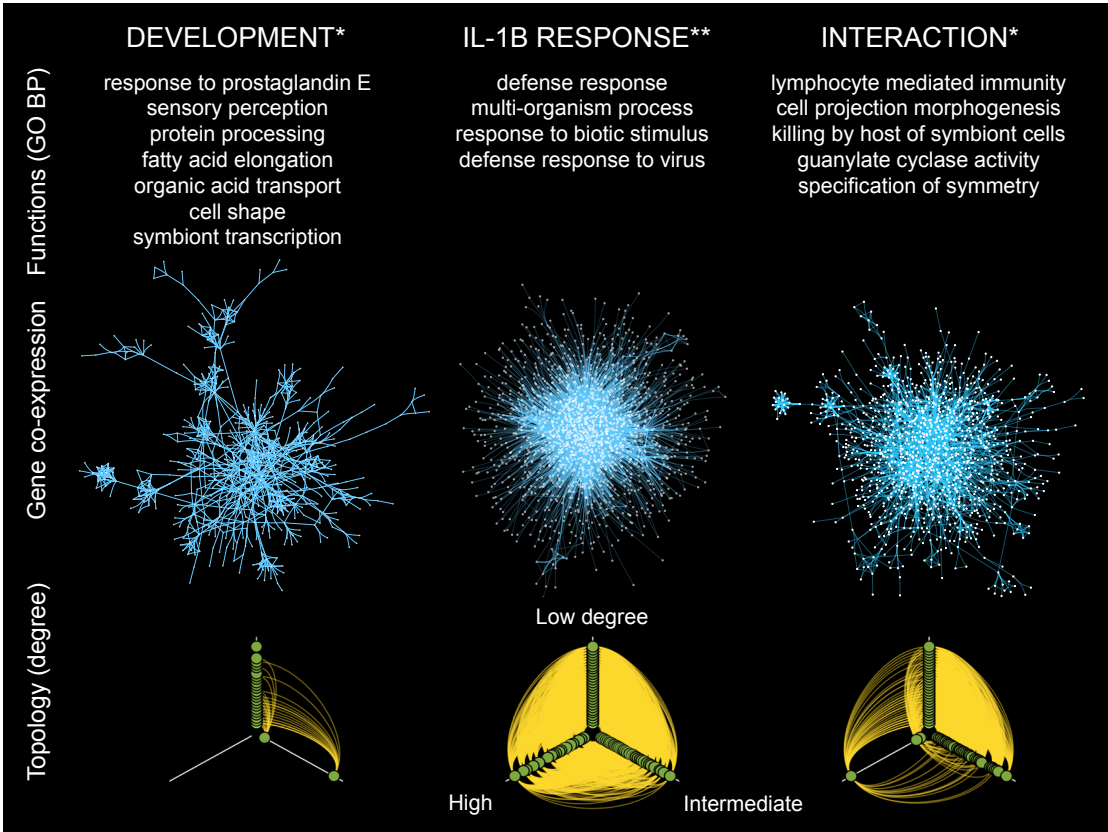 DEVELOPMENT*
IL-1B RESPONSE**
INTERACTION*
Functions (GO BP)
response to prostaglandin E
sensory perception
protein processing
fatty acid elongation
organic acid transport
cell shape
symbiont transcription
defense response
multi-organism process
response to biotic stimulus
defense response to virus
lymphocyte mediated immunity
cell projection morphogenesis
killing by host of symbiont cells
guanylate cyclase activity
specification of symmetry
Gene co-expression
Topology (degree)
Low degree
High
Intermediate